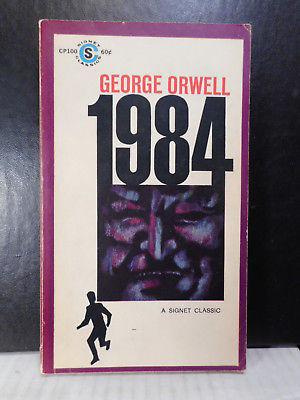 CP100 SIGNET CLASSICS S 60¢
GEORGE ORWELL
1984
A SIGNET CLASSIC